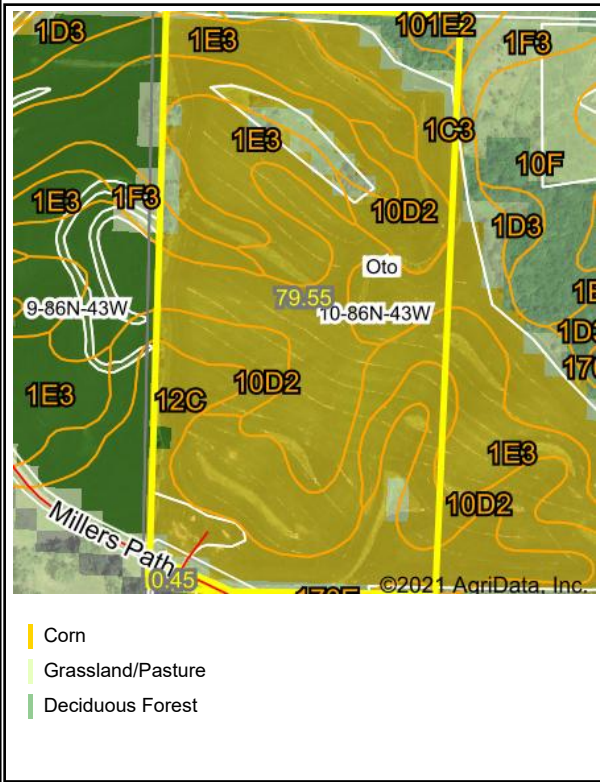 1D3
1E3
101E2
1F3
1E3
1C3
10F
1E3
1F3
10D2
1D3
Oto
79.55
9-86N-43W
10-86N-43W
1D3
1E3
12C
10D2
1E3
10D2
Millers Path
0.45
©2021 AgriData, Inc.
Corn
Grassland/Pasture
Deciduous Forest